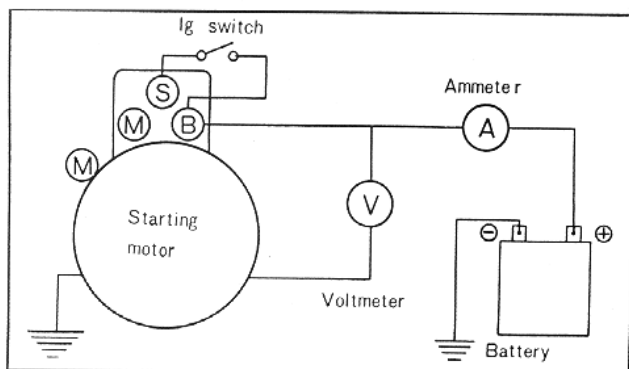 Ig switch
S
Ammeter
M
B
A
M
V
Starting
motor
⊖
⊕
Voltmeter
Battery